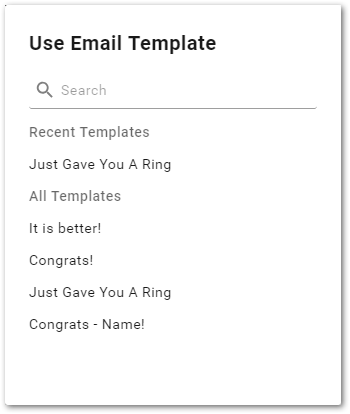 Use Email Template
Search
Recent Templates
Just Gave You A Ring
All Templates
It is better!
Congrats!
Just Gave You A Ring
Congrats - Name!